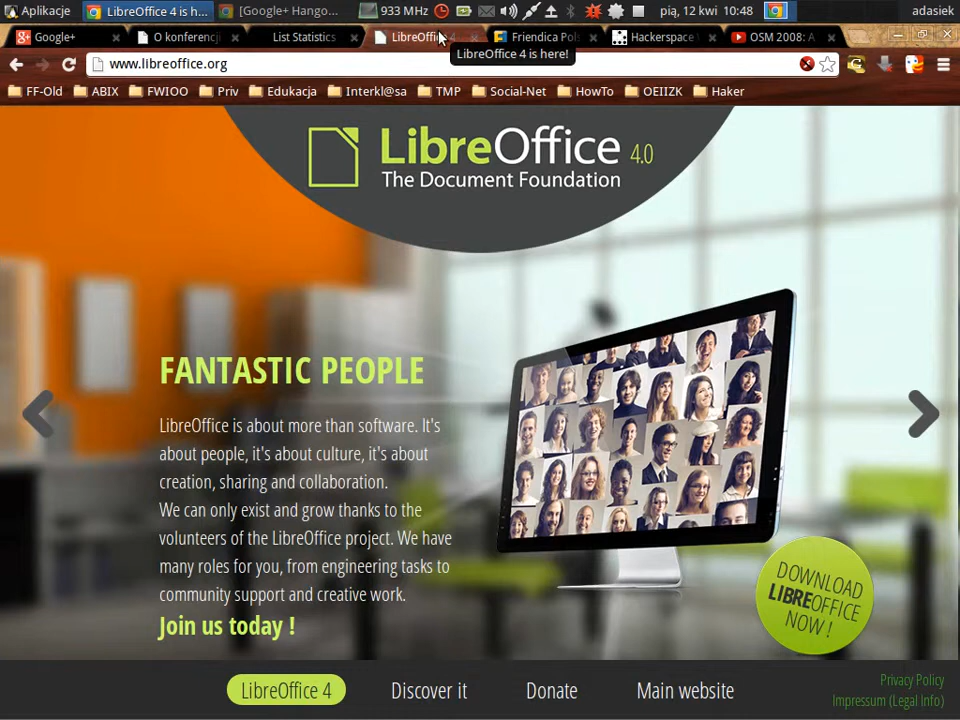 Aplikacje
LibreOffice 4 is h...
[Google+ Hango...
933 MHz
pią, 12 kwi 10:48
adasiek
Google+
O konferencji
List Statistics
LibreOffi
Friendica Pols
Hackerspace
OSM 2008: A
LibreOffice 4 is here!
www.libreoffice.org
FF-Old
ABIX
FWIOO
Priv
Edukacja
Interkl@sa
TMP
Social-Net
HowTo
OEIIZK
Haker
LibreOffice 4.0
The Document Foundation
FANTASTIC PEOPLE
LibreOffice is about more than software. It's
about people, it's about culture, it's about
creation, sharing and collaboration.
We can only exist and grow thanks to the
volunteers of the LibreOffice project. We have
many roles for you, from engineering tasks to
community support and creative work.
Join us today !
DOWNLOAD
LIBREOFFICE
NOW !
LibreOffice 4
Discover it
Donate
Main website
Privacy Policy
Impressum (Legal Info)